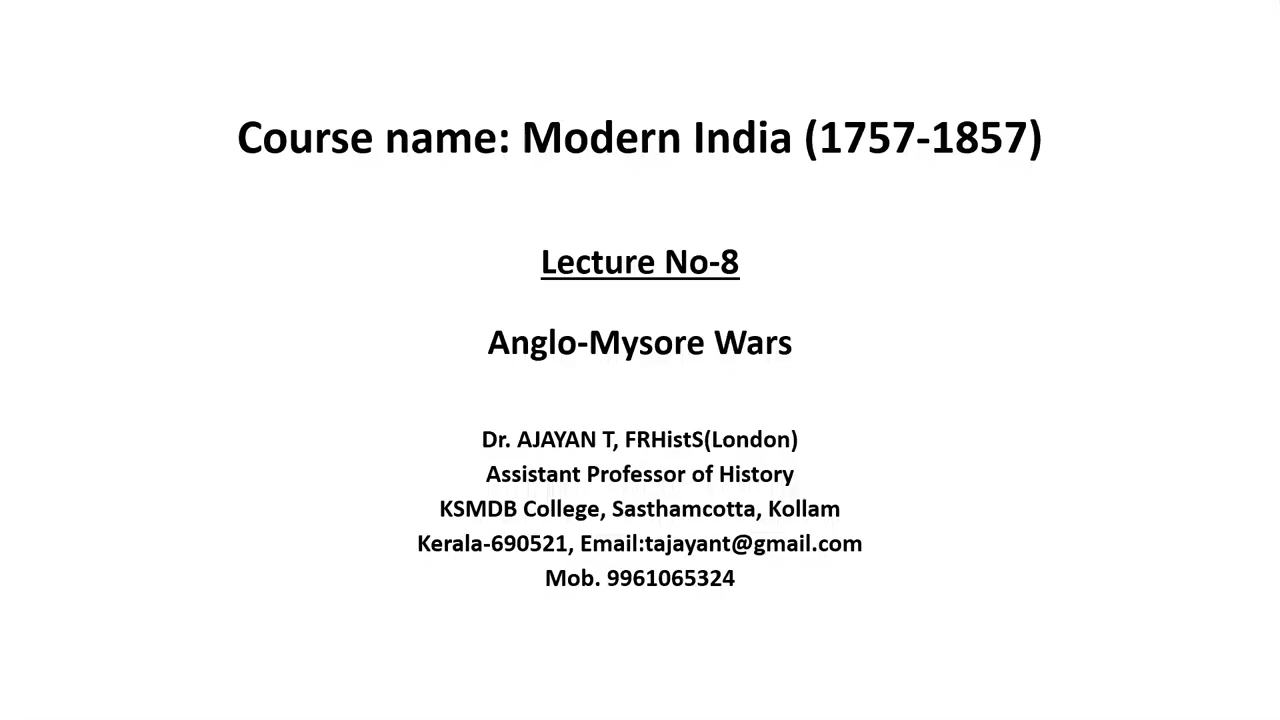 Course name: Modern India (1757-1857)
Lecture No-8
Anglo-Mysore Wars
Dr. AJAYAN T, FRHistS(London)
Assistant Professor of History
KSMDB College, Sasthamcotta, Kollam
Kerala-690521, Email:tajayant@gmail.com
Mob. 9961065324